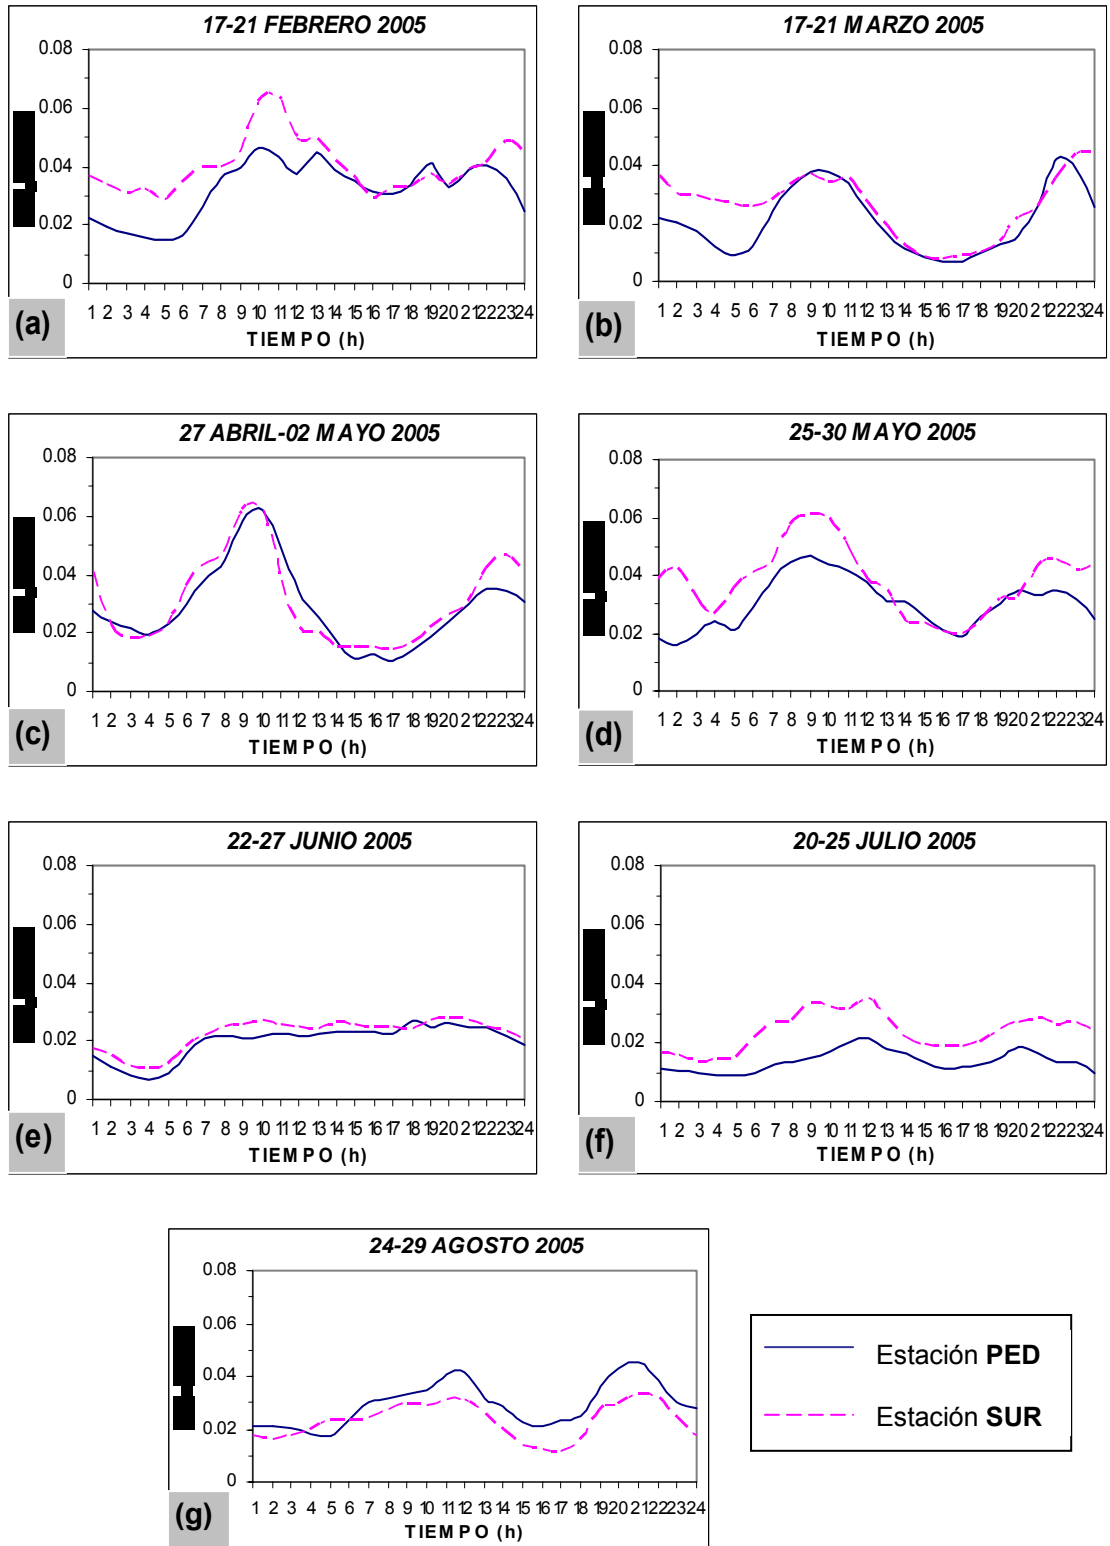 17-21 FEBRERO 2005
0.08
0.06
0.04
0.02
0
1 2 3 4 5 6 7 8 9 10 11 12 13 14 15 16 17 18 19 20 21 22 23 24
TIEMPO (h)
(a)
17-21 MARZO 2005
0.08
0.06
0.04
0.02
0
1 2 3 4 5 6 7 8 9 10 11 12 13 14 15 16 17 18 19 20 21 22 23 24
TIEMPO (h)
(b)
27 ABRIL-02 MAYO 2005
0.08
0.06
0.04
0.02
0
1 2 3 4 5 6 7 8 9 10 11 12 13 14 15 16 17 18 19 20 21 22 23 24
TIEMPO (h)
(c)
25-30 MAYO 2005
0.08
0.06
0.04
0.02
0
1 2 3 4 5 6 7 8 9 10 11 12 13 14 15 16 17 18 19 20 21 22 23 24
TIEMPO (h)
(d)
22-27 JUNIO 2005
0.08
0.06
0.04
0.02
0
1 2 3 4 5 6 7 8 9 10 11 12 13 14 15 16 17 18 19 20 21 22 23 24
TIEMPO (h)
(e)
20-25 JULIO 2005
0.08
0.06
0.04
0.02
0
1 2 3 4 5 6 7 8 9 10 11 12 13 14 15 16 17 18 19 20 21 22 23 24
TIEMPO (h)
(f)
24-29 AGOSTO 2005
0.08
0.06
0.04
0.02
0
1 2 3 4 5 6 7 8 9 10 11 12 13 14 15 16 17 18 19 20 21 22 23 24
TIEMPO (h)
(g)
Estación PED
Estación SUR